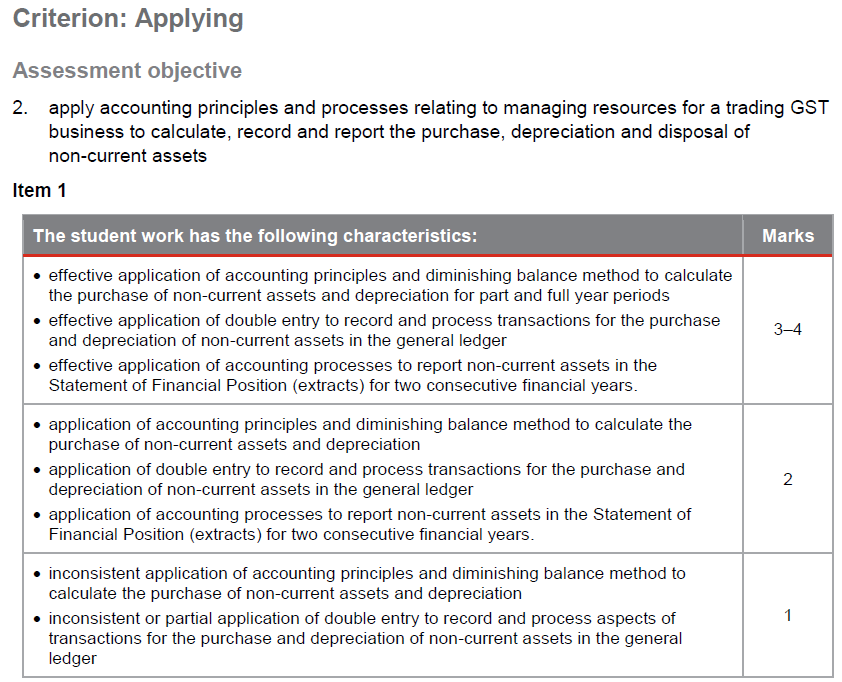 Criterion: Applying
Assessment objective
2. apply accounting principles and processes relating to managing resources for a trading GST
business to calculate, record and report the purchase, depreciation and disposal of
non-current assets
Item 1
The student work has the following characteristics: Marks
• effective application of accounting principles and diminishing balance method to calculate
the purchase of non-current assets and depreciation for part and full year periods
• effective application of double entry to record and process transactions for the purchase
and depreciation of non-current assets in the general ledger
• effective application of accounting processes to report non-current assets in the
Statement of Financial Position (extracts) for two consecutive financial years.
3–4
• application of accounting principles and diminishing balance method to calculate the
purchase of non-current assets and depreciation
• application of double entry to record and process transactions for the purchase and
depreciation of non-current assets in the general ledger
• application of accounting processes to report non-current assets in the Statement of
Financial Position (extracts) for two consecutive financial years.
2
• inconsistent application of accounting principles and diminishing balance method to
calculate the purchase of non-current assets and depreciation
• inconsistent or partial application of double entry to record and process aspects of
transactions for the purchase and depreciation of non-current assets in the general
ledger
1